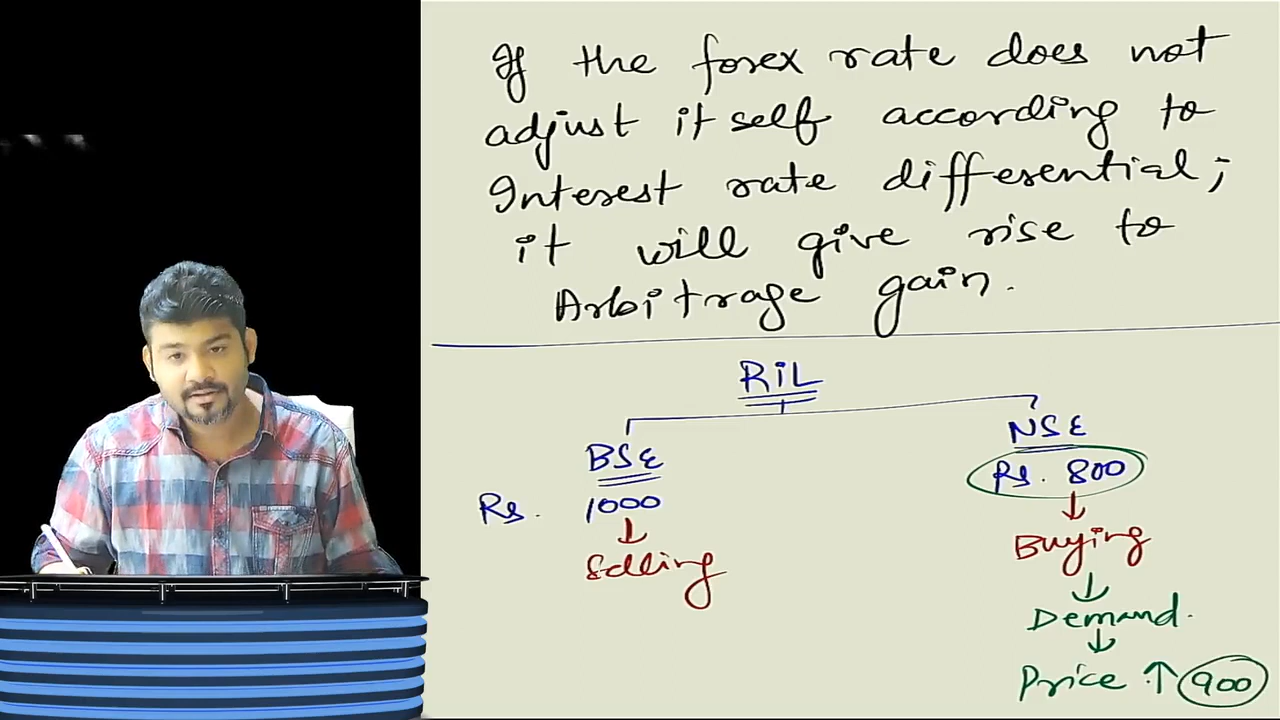 If the forex rate does not
adjust itself according to
Interest rate differential;
it will give rise to
Arbitrage gain.
RIL
BSE
NSE
Rs. 1000
Rs. 800
Selling
Buying
Demand.
Price ↑ 900